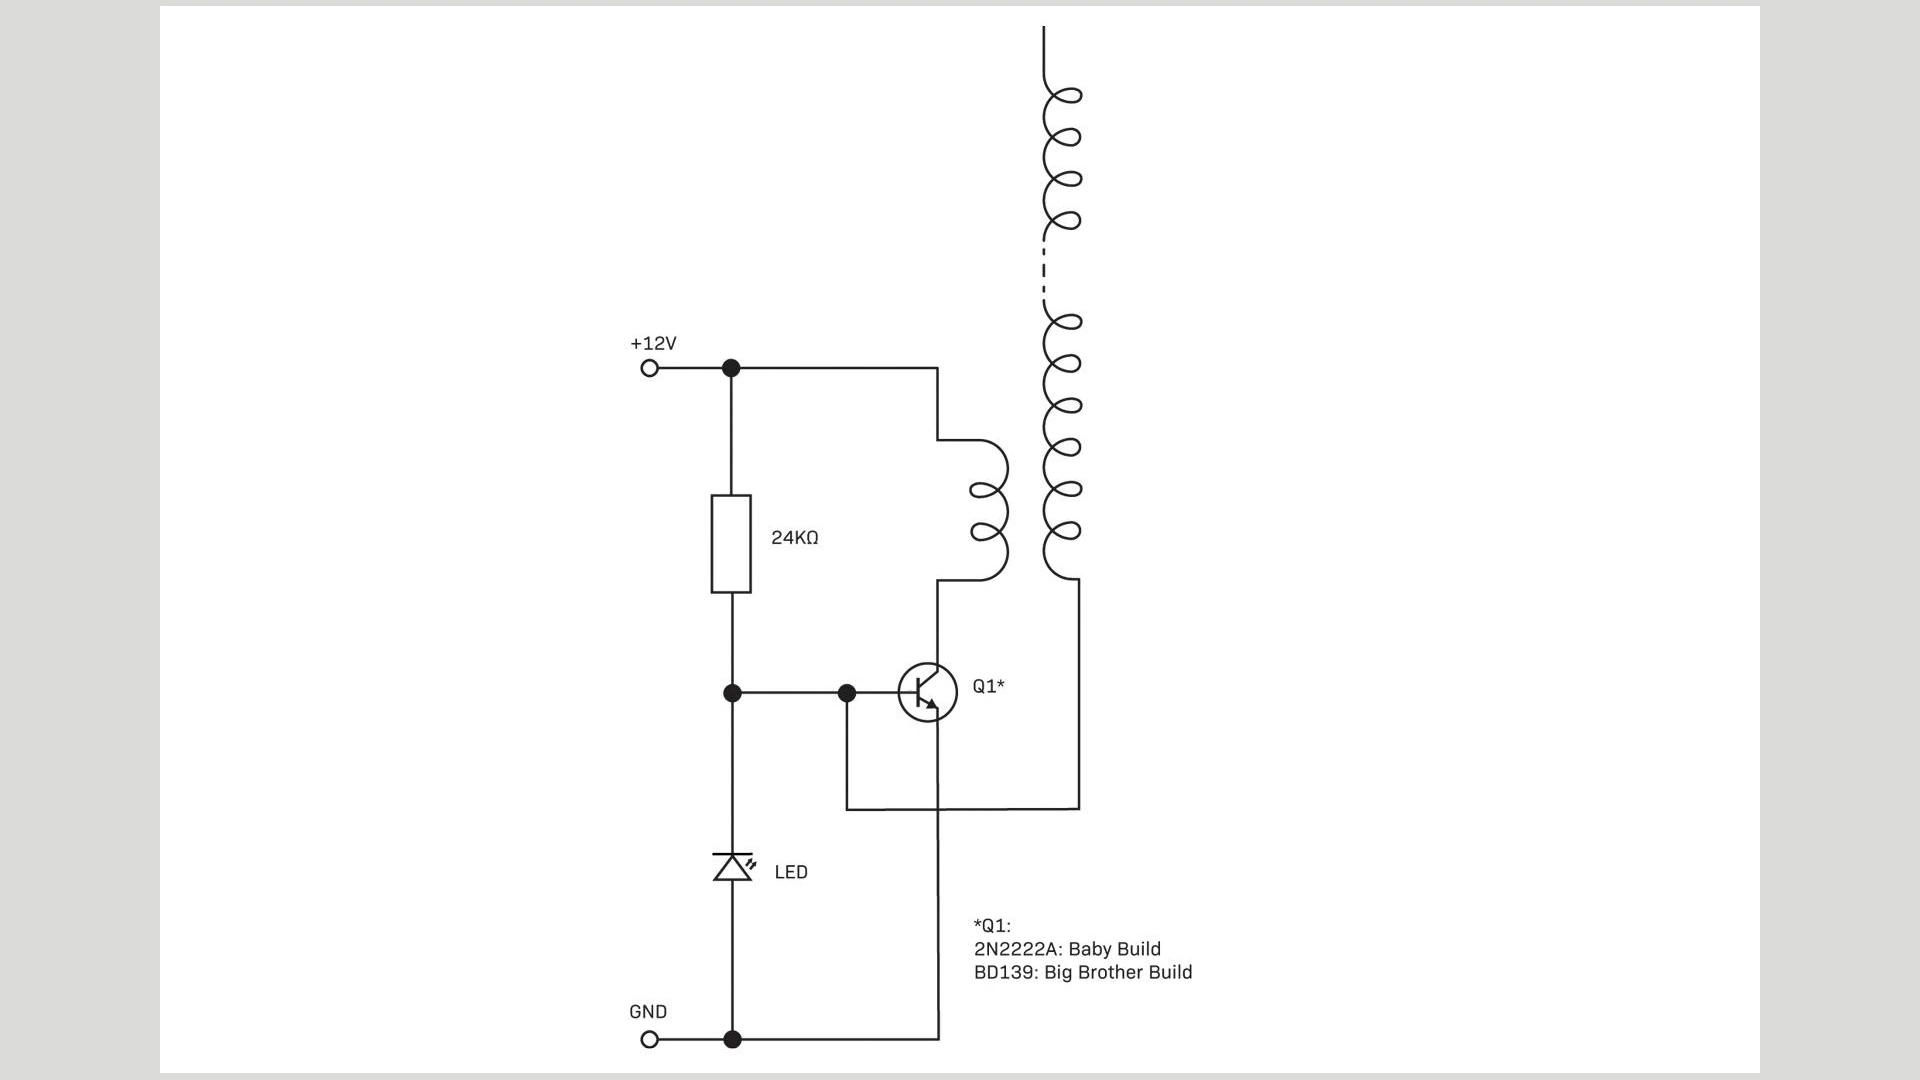 +12V
24KΩ
Q1*
LED
*Q1:
2N2222A: Baby Build
BD139: Big Brother Build
GND